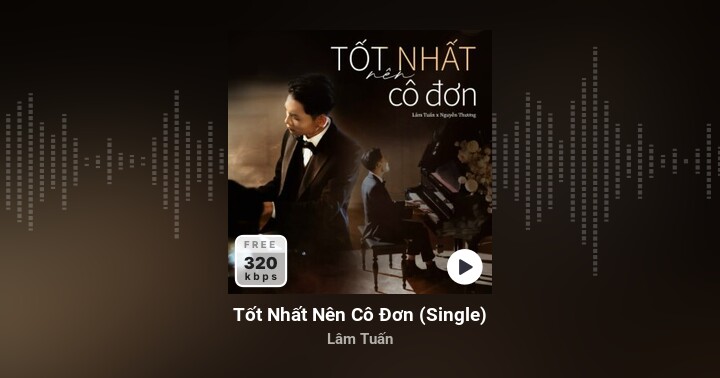 TỐT NHẤT
nên
cô đơn
Lâm Tuấn x Nguyễn Thương
FREE
320
kbps
Tốt Nhất Nên Cô Đơn (Single)
Lâm Tuấn